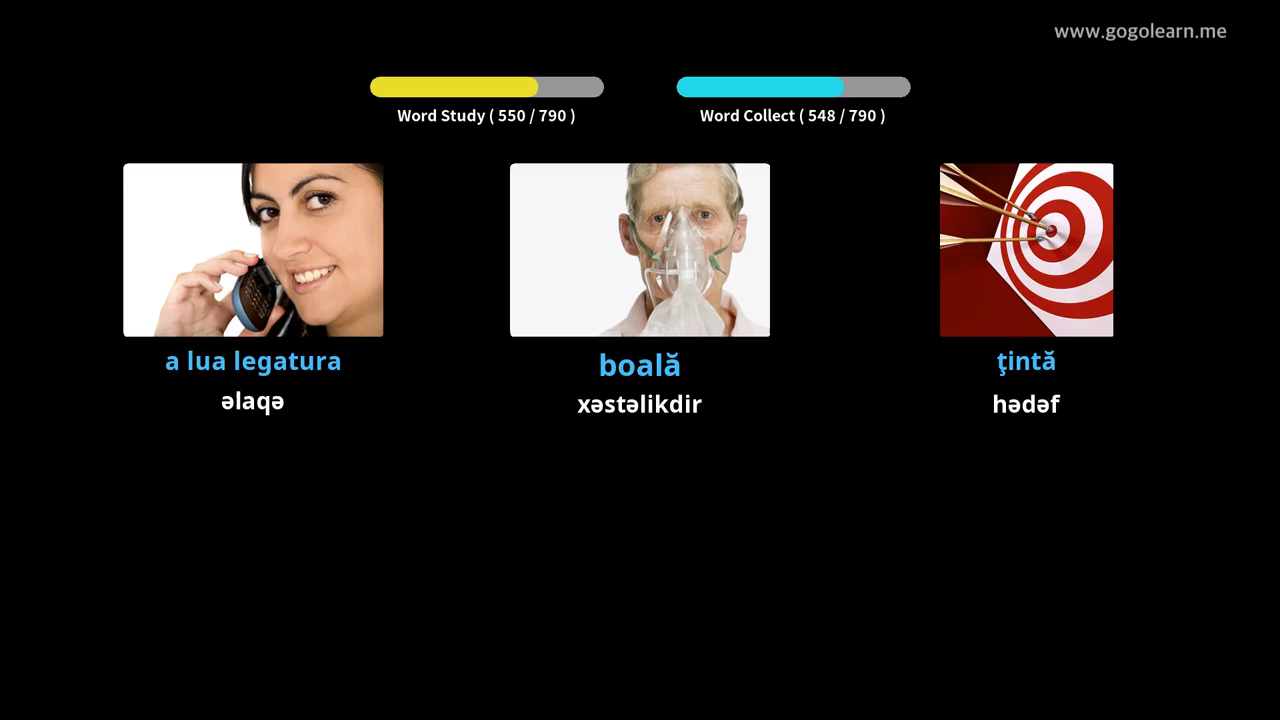 www.gogolearn.me
Word Study ( 550 / 790 )
Word Collect ( 548 / 790 )
a lua legatura
boală
ţintă
əlaqə
xəstəlikdir
hədəf